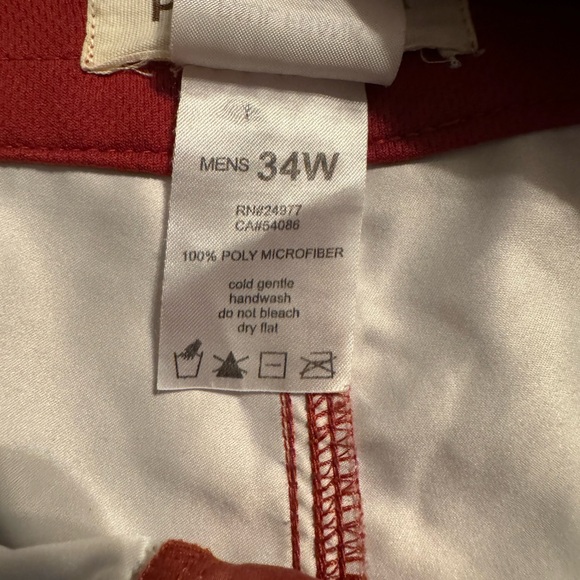 MENS 34W
RN#24977
CA#54086
100% POLY MICROFIBER
cold gentle
handwash
do not bleach
dry flat